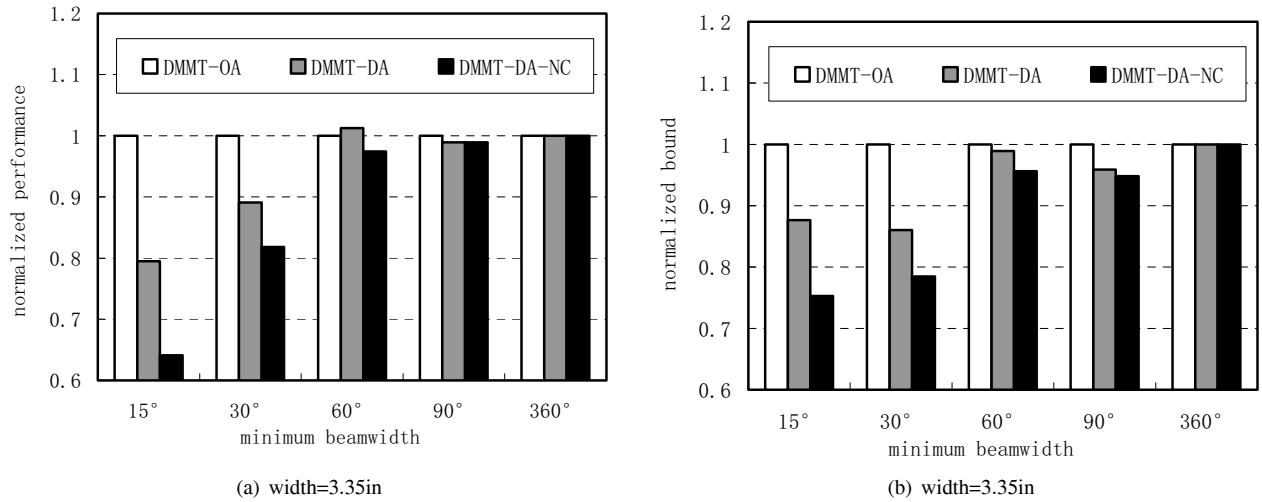 1.2
1.1
1
0.9
0.8
0.7
0.6
normalized performance
DMMT-OA DMMT-DA DMMT-DA-NC
15° 30° 60° 90° 360°
minimum beamwidth
(a) width=3.35in
1.2
1.1
1
0.9
0.8
0.7
0.6
normalized bound
DMMT-OA DMMT-DA DMMT-DA-NC
15° 30° 60° 90° 360°
minimum beamwidth
(b) width=3.35in